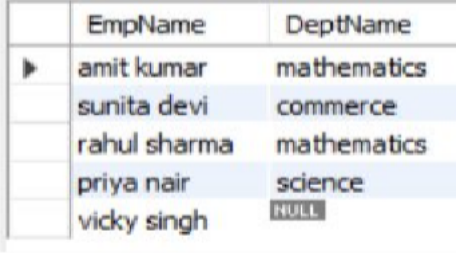 EmpName DeptName
amit kumar mathematics
sunita devi commerce
rahul sharma mathematics
priya nair science
vicky singh NULL